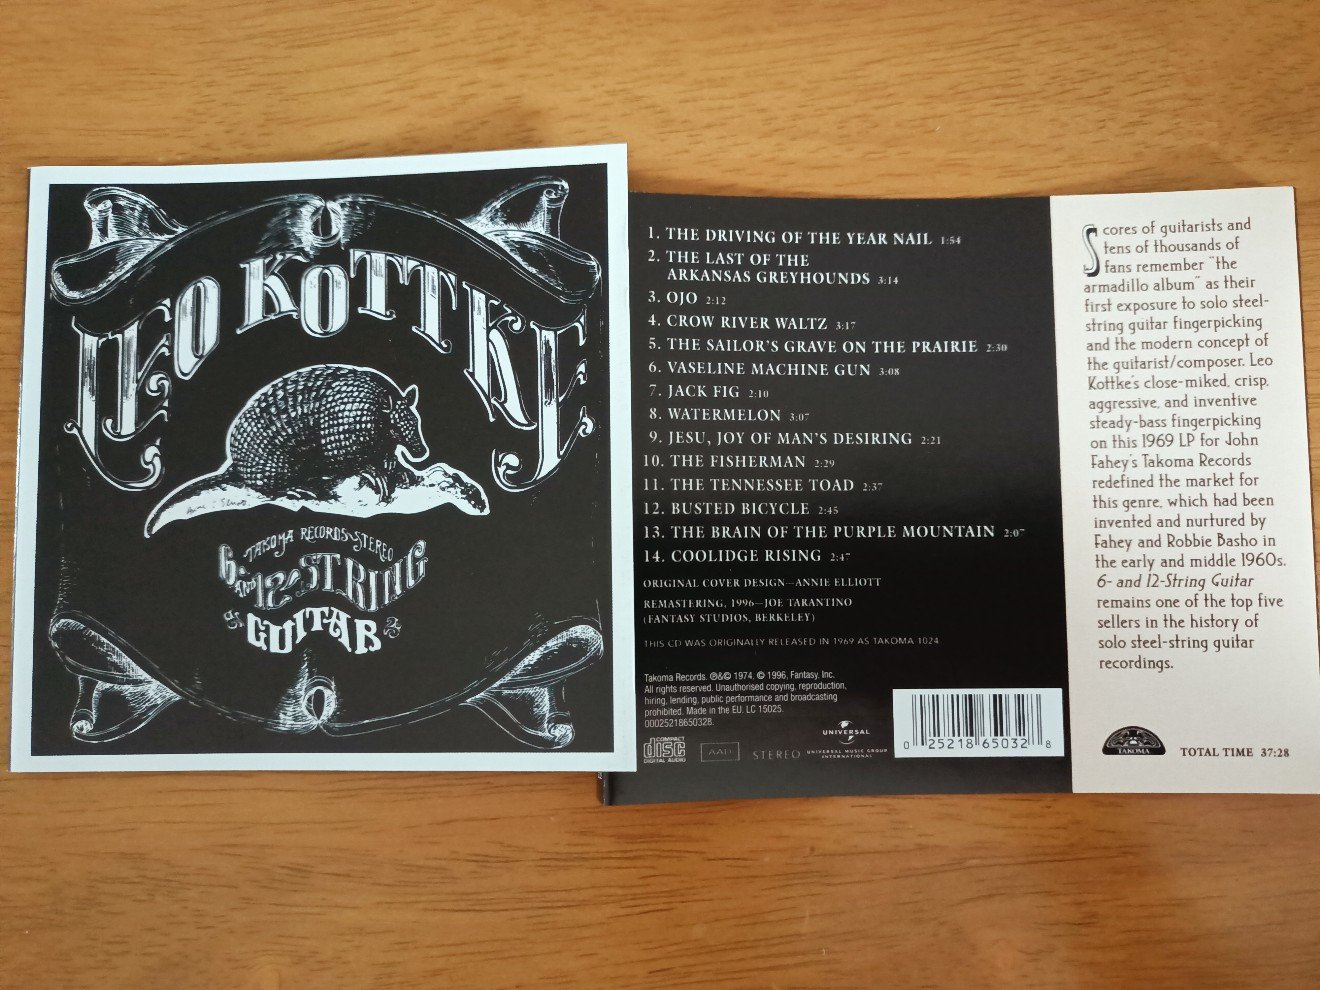 LEO KOTTKE
TAKOMA RECORDS STEREO
6- AND 12- STRING
GUITAR
1. THE DRIVING OF THE YEAR NAIL 1:54
2. THE LAST OF THE
ARKANSAS GREYHOUNDS 3:14
3. OJO 2:12
4. CROW RIVER WALTZ 3:17
5. THE SAILOR'S GRAVE ON THE PRAIRIE 2:30
6. VASELINE MACHINE GUN 3:08
7. JACK FIG 2:10
8. WATERMELON 3:07
9. JESU, JOY OF MAN'S DESIRING 2:21
10. THE FISHERMAN 2:29
11. THE TENNESSEE TOAD 2:37
12. BUSTED BICYCLE 2:45
13. THE BRAIN OF THE PURPLE MOUNTAIN 2:07
14. COOLIDGE RISING 2:47
ORIGINAL COVER DESIGN—ANNIE ELLIOTT
REMASTERING, 1996—JOE TARANTINO
(FANTASY STUDIOS, BERKELEY)
THIS CD WAS ORIGINALLY RELEASED IN 1969 AS TAKOMA 1024
Takoma Records. ℗&© 1974. © 1996, Fantasy, Inc.
All rights reserved. Unauthorised copying, reproduction,
hiring, lending, public performance and broadcasting
prohibited. Made in the EU. LC 15025.
00025218650328.
COMPACT
disc
DIGITAL AUDIO
AAD
STEREO
UNIVERSAL
UNIVERSAL MUSIC GROUP
INTERNATIONAL
0 25218 65032 8
Scores of guitarists and
tens of thousands of
fans remember "the
armadillo album" as their
first exposure to solo steel-
string guitar fingerpicking
and the modern concept of
the guitarist/composer. Leo
Kottke's close-miked, crisp,
aggressive, and inventive
steady-bass fingerpicking
on this 1969 LP for John
Fahey's Takoma Records
redefined the market for
this genre, which had been
invented and nurtured by
Fahey and Robbie Basho in
the early and middle 1960s.
6- and 12-String Guitar
remains one of the top five
sellers in the history of
solo steel-string guitar
recordings.
TAKOMA
TOTAL TIME 37:28